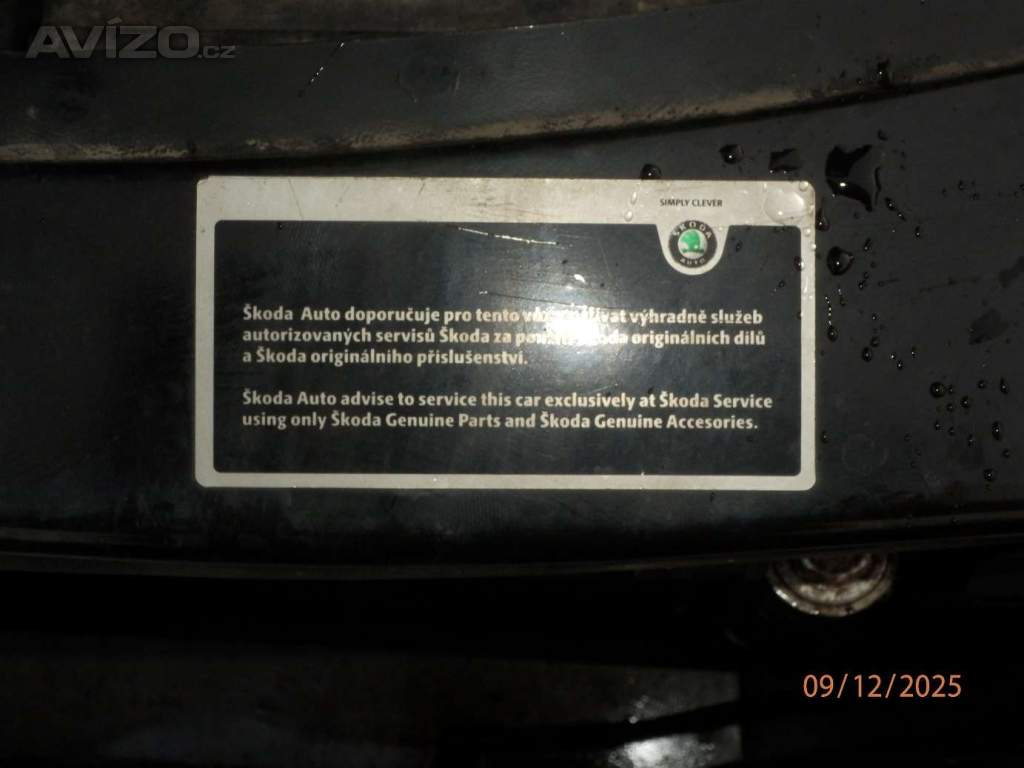 AVÍZO.cz
SIMPLY CLEVER
ŠKODA
AUTO
Škoda Auto doporučuje pro tento výhradně služeb
autorizovaných servisů Škoda za originálních dílů
a Škoda originálního příslušenství.
Škoda Auto advise to service this car exclusively at Škoda Service
using only Škoda Genuine Parts and Škoda Genuine Accesories.
09/12/2025